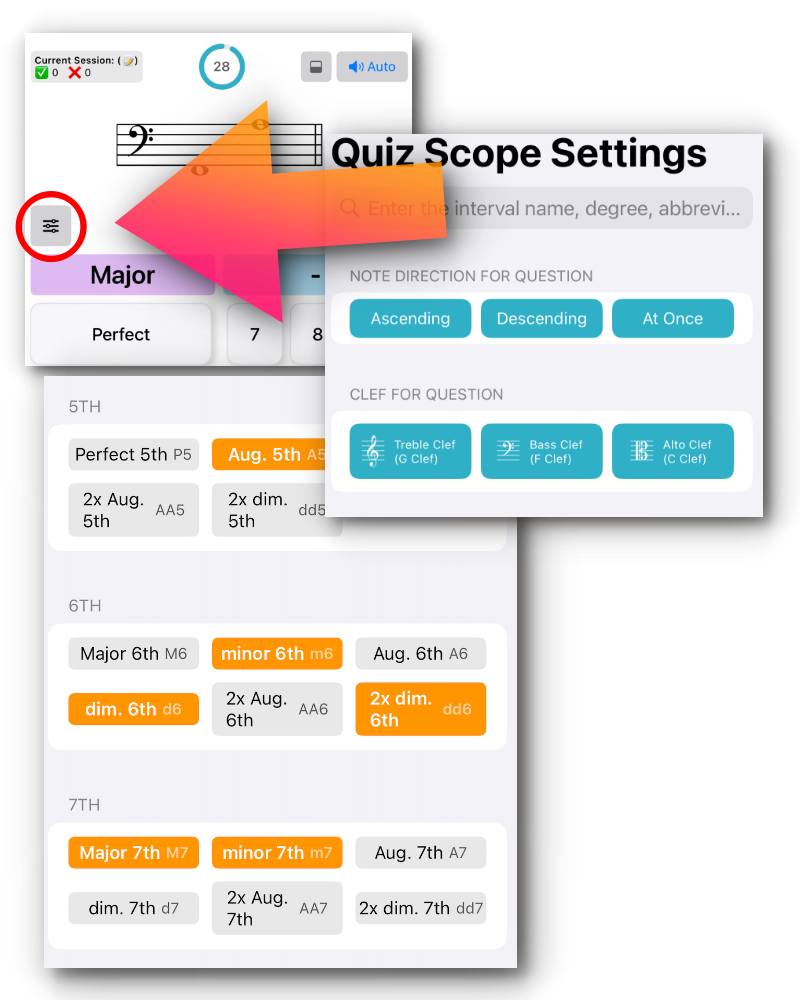 Current Session: (📝)
✅ 0 ❌ 0
28
Auto
Major
-
Perfect
7
8
Quiz Scope Settings
Enter the interval name, degree, abbrevi...
NOTE DIRECTION FOR QUESTION
Ascending
Descending
At Once
CLEF FOR QUESTION
Treble Clef
(G Clef)
Bass Clef
(F Clef)
Alto Clef
(C Clef)
5TH
Perfect 5th P5
Aug. 5th A5
2x Aug.
5th
AA5
2x dim.
5th
dd5
6TH
Major 6th M6
minor 6th m6
Aug. 6th A6
dim. 6th d6
2x Aug.
6th
AA6
2x dim.
6th
dd6
7TH
Major 7th M7
minor 7th m7
Aug. 7th A7
dim. 7th d7
2x Aug.
7th
AA7
2x dim. 7th dd7